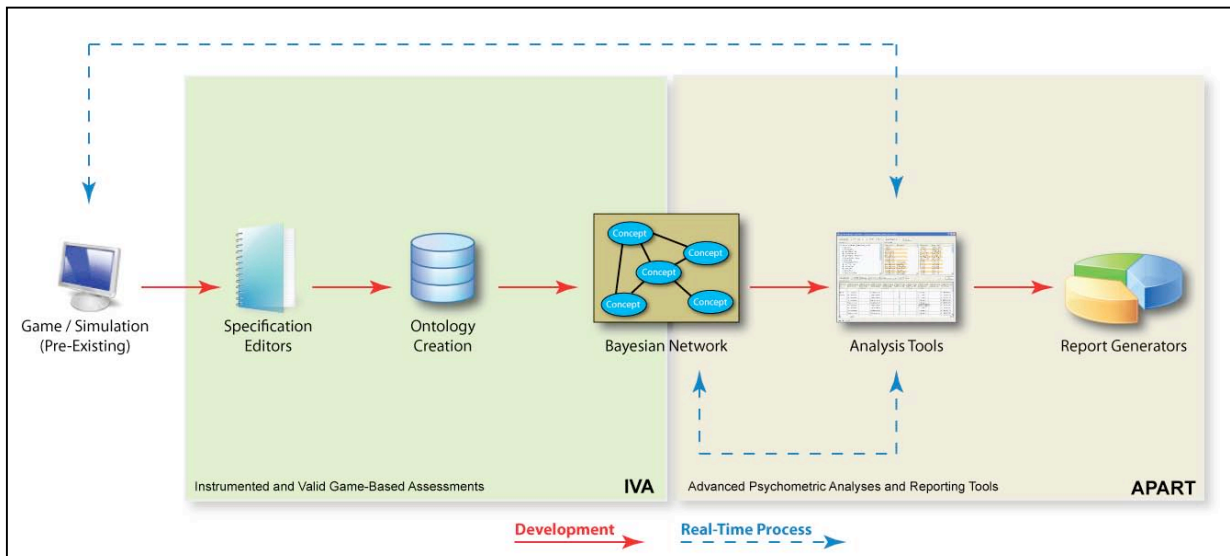 Concept
Concept
Concept
Concept
Concept
Game / Simulation
(Pre-Existing)
Specification
Editors
Ontology
Creation
Bayesian Network
Analysis Tools
Report Generators
Instrumented and Valid Game-Based Assessments
IVA
Advanced Psychometric Analyses and Reporting Tools
APART
Development
Real-Time Process